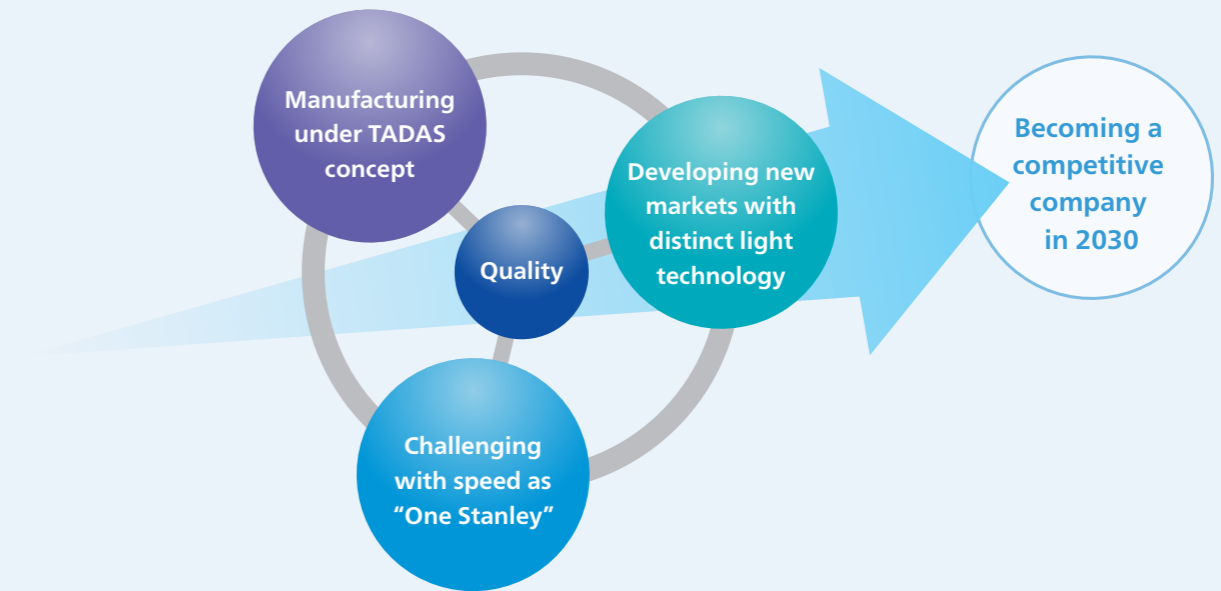 Manufacturing
under TADAS
concept
Developing new
markets with
distinct light
technology
Quality
Challenging
with speed as
“One Stanley”
Becoming a
competitive
company
in 2030